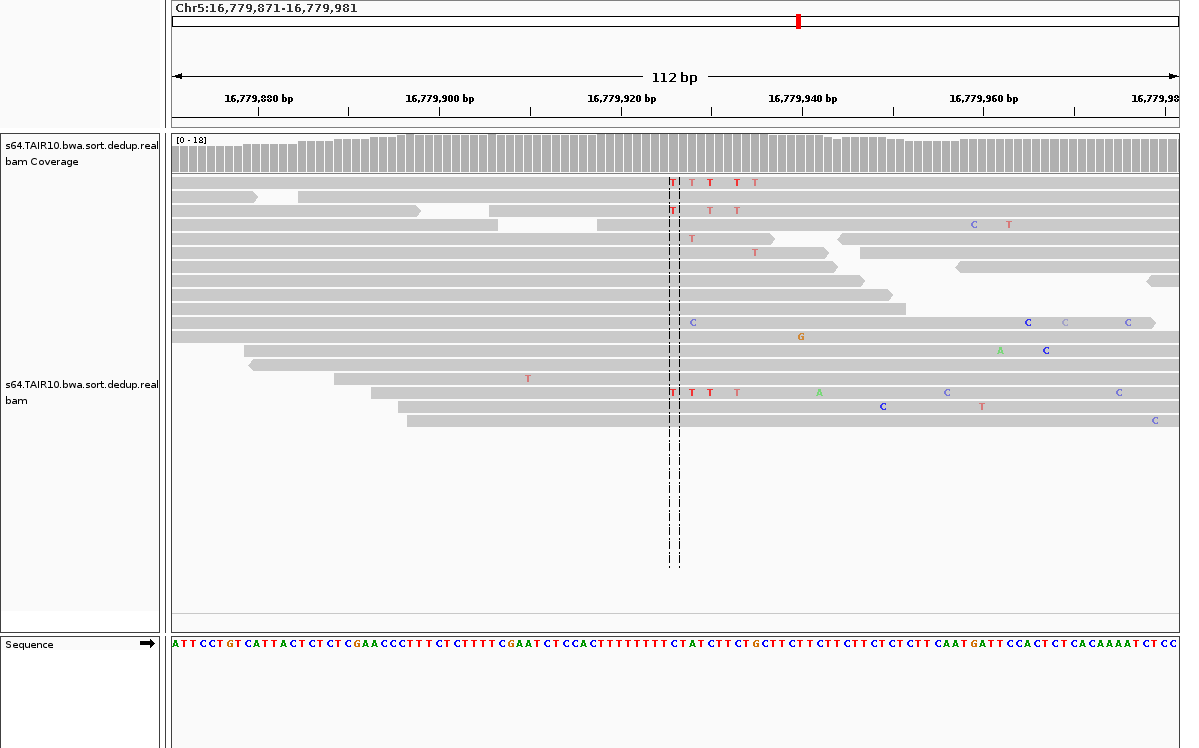 Chr5:16,779,871-16,779,981
112 bp
16,779,880 bp 16,779,900 bp 16,779,920 bp 16,779,940 bp 16,779,960 bp 16,779,98
s64.TAIR10.bwa.sort.dedup.real
bam Coverage
[0 - 18]
T T T T T
T T T
C T
T
T
C C C C
G
A C
T
s64.TAIR10.bwa.sort.dedup.real
bam
T T T T A C C
C T
C
Sequence
ATTCCTGTCATTACTCTCTCGAACCCTTTCTCTTTTCGAATCTCCACTTTTTTTTCTATCTTCTGCTTCTTCTTCTTCTCTCTTCAATGATTCCACTCTCACAAAATCTCC